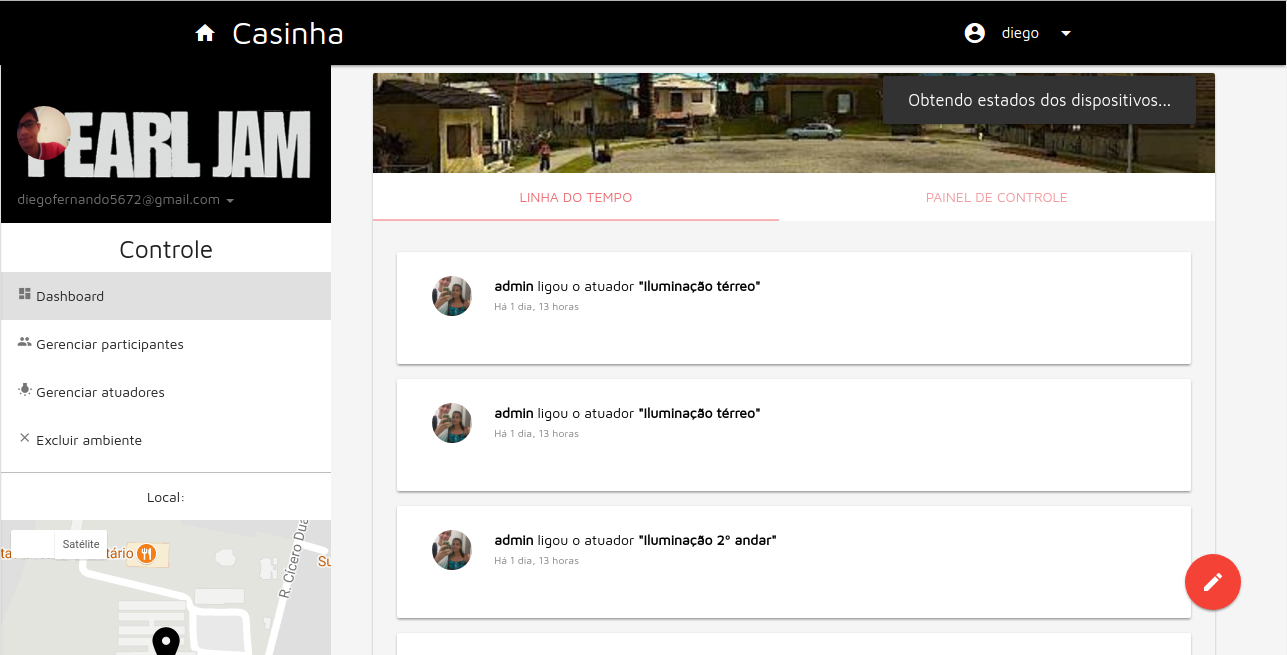 Casinha
diego
PEARL JAM
diegofernando5672@gmail.com
Controle
Dashboard
Gerenciar participantes
Gerenciar atuadores
Excluir ambiente
Local:
Satélite
tário
R. Cícero Dua
Su
Obtendo estados dos dispositivos...
LINHA DO TEMPO
PAINEL DE CONTROLE
admin ligou o atuador "Iluminação térreo"
Há 1 dia, 13 horas
admin ligou o atuador "Iluminação térreo"
Há 1 dia, 13 horas
admin ligou o atuador "Iluminação 2º andar"
Há 1 dia, 13 horas